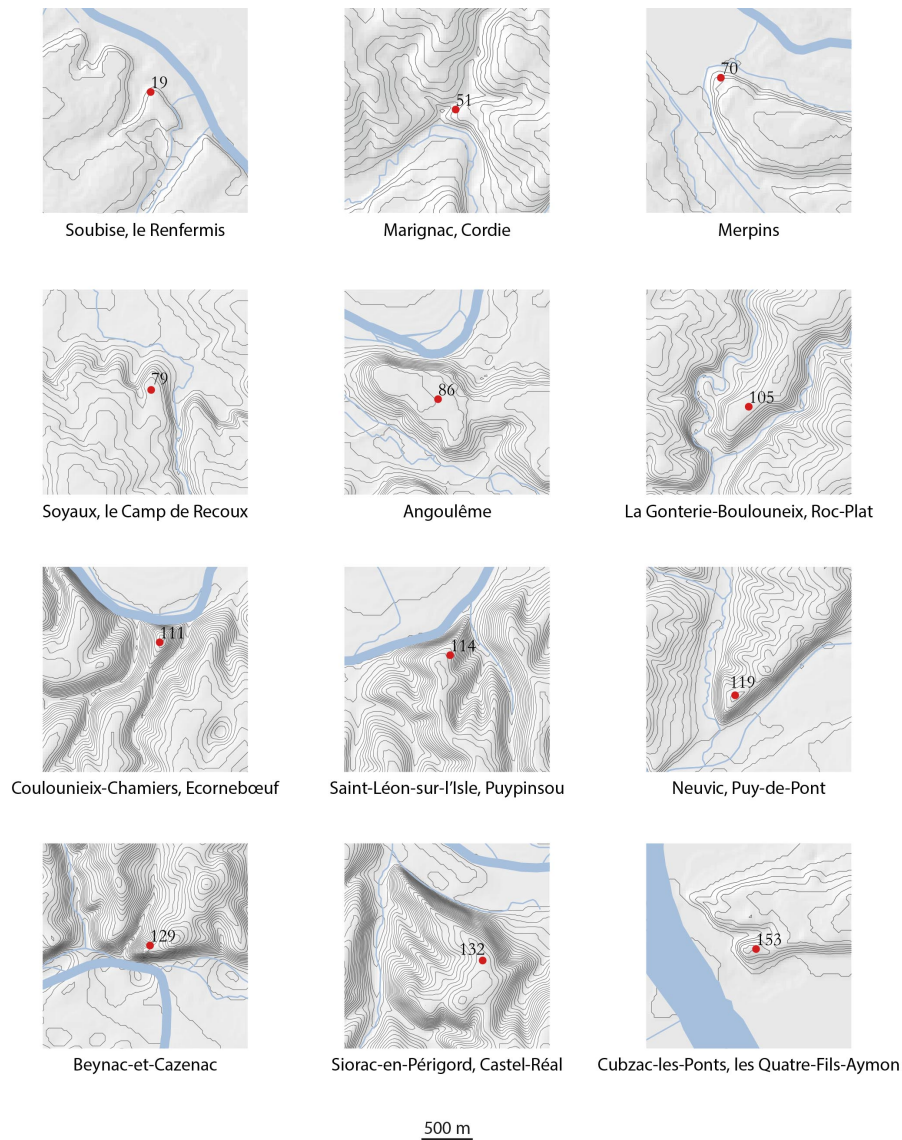 19
Soubise, le Renfermis
51
Marignac, Cordie
70
Merpins
79
Soyaux, le Camp de Recoux
86
Angoulême
105
La Gonterie-Boulouneix, Roc-Plat
111
Coulounieix-Chamiers, Ecornebœuf
114
Saint-Léon-sur-l'Isle, Puypinsou
119
Neuvic, Puy-de-Pont
129
Beynac-et-Cazenac
132
Siorac-en-Périgord, Castel-Réal
153
Cubzac-les-Ponts, les Quatre-Fils-Aymon
500 m